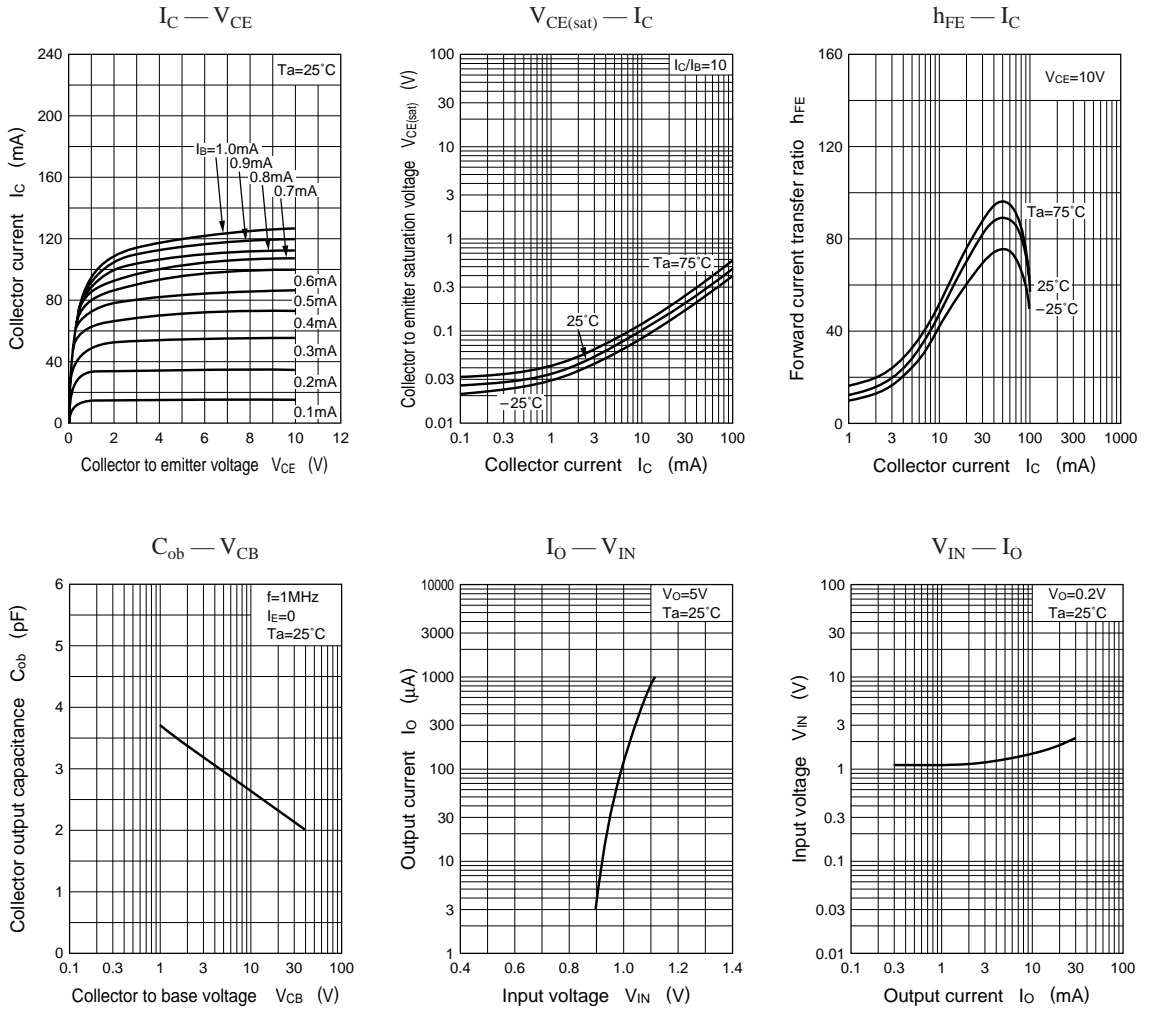 IC — VCE
240
200
160
120
80
40
0
0 2 4 6 8 10 12
Collector current IC (mA)
Collector to emitter voltage VCE (V)
Ta=25˚C
IB=1.0mA
0.9mA
0.8mA
0.7mA
0.6mA
0.5mA
0.4mA
0.3mA
0.2mA
0.1mA
VCE(sat) — IC
100
30
10
3
1
0.3
0.1
0.03
0.01
0.1 0.3 1 3 10 30 100
Collector to emitter saturation voltage VCE(sat) (V)
Collector current IC (mA)
IC/IB=10
Ta=75˚C
25˚C
–25˚C
hFE — IC
160
120
80
40
0
1 3 10 30 100 300 1000
Forward current transfer ratio hFE
Collector current IC (mA)
VCE=10V
Ta=75˚C
25˚C
–25˚C
Cob — VCB
6
5
4
3
2
1
0
0.1 0.3 1 3 10 30 100
Collector output capacitance Cob (pF)
Collector to base voltage VCB (V)
f=1MHz
IE=0
Ta=25˚C
IO — VIN
10000
3000
1000
300
100
30
10
3
1
0.4 0.6 0.8 1.0 1.2 1.4
Output current IO (µA)
Input voltage VIN (V)
VO=5V
Ta=25˚C
VIN — IO
100
30
10
3
1
0.3
0.1
0.03
0.01
0.1 0.3 1 3 10 30 100
Input voltage VIN (V)
Output current IO (mA)
VO=0.2V
Ta=25˚C